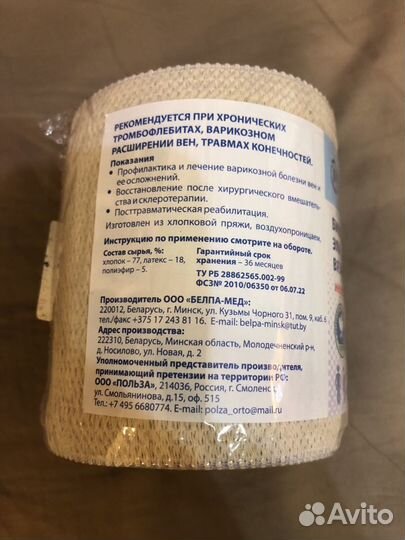 РЕКОМЕНДУЕТСЯ ПРИ ХРОНИЧЕСКИХ
ТРОМБОФЛЕБИТАХ, ВАРИКОЗНОМ
РАСШИРЕНИИ ВЕН, ТРАВМАХ КОНЕЧНОСТЕЙ.
Показания
• Профилактика и лечение варикозной болезни вен и
ее осложнений.
• Восстановление после хирургического вмешатель-
ства и склеротерапии.
• Посттравматическая реабилитация.
Изготовлен из хлопковой пряжи, воздухопроницаем.
Инструкцию по применению смотрите на обороте.
Состав сырья, %:
хлопок – 77, латекс – 18,
полиэфир – 5.
Гарантийный срок
хранения – 36 месяцев
ТУ РБ 28862565.002-99
ФСЗ№ 2010/06350 от 06.07.22
Производитель ООО «БЕЛПА-МЕД»:
220012, Беларусь, г. Минск, ул. Кузьмы Чорного 31, пом. 9, каб. 6
тел./факс +375 17 243 81 16. E-mail: belpa-minsk@tut.by
Адрес производства:
222310, Беларусь, Минская область, Молодечненский р-н,
д. Носилово, ул. Новая, д. 2
Уполномоченный представитель производителя,
принимающий претензии на территории РФ:
ООО «ПОЛЬЗА», 214036, Россия, г. Смоленск,
ул. Смольянинова, д.15, оф. 515
Тел.: +7 495 6680774. E-mail: polza_orto@mail.ru
Avito